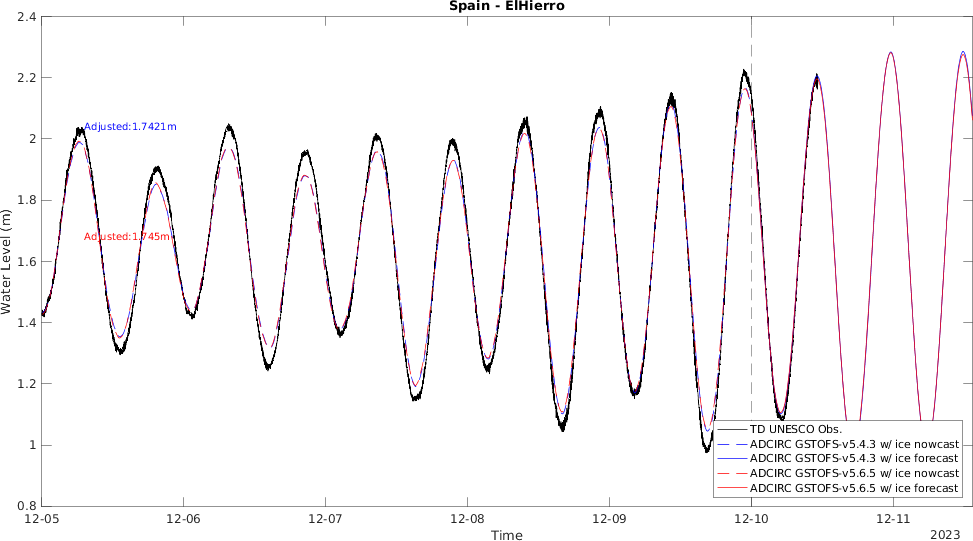 Spain - ElHierro
2.4
2.2
2
1.8
1.6
1.4
1.2
1
0.8
Water Level (m)
Adjusted:1.7421m
Adjusted:1.745m
TD UNESCO Obs.
ADCIRC GSTOFS-v5.4.3 w/ ice nowcast
ADCIRC GSTOFS-v5.4.3 w/ ice forecast
ADCIRC GSTOFS-v5.6.5 w/ ice nowcast
ADCIRC GSTOFS-v5.6.5 w/ ice forecast
12-05
12-06
12-07
12-08
12-09
12-10
12-11
Time
2023